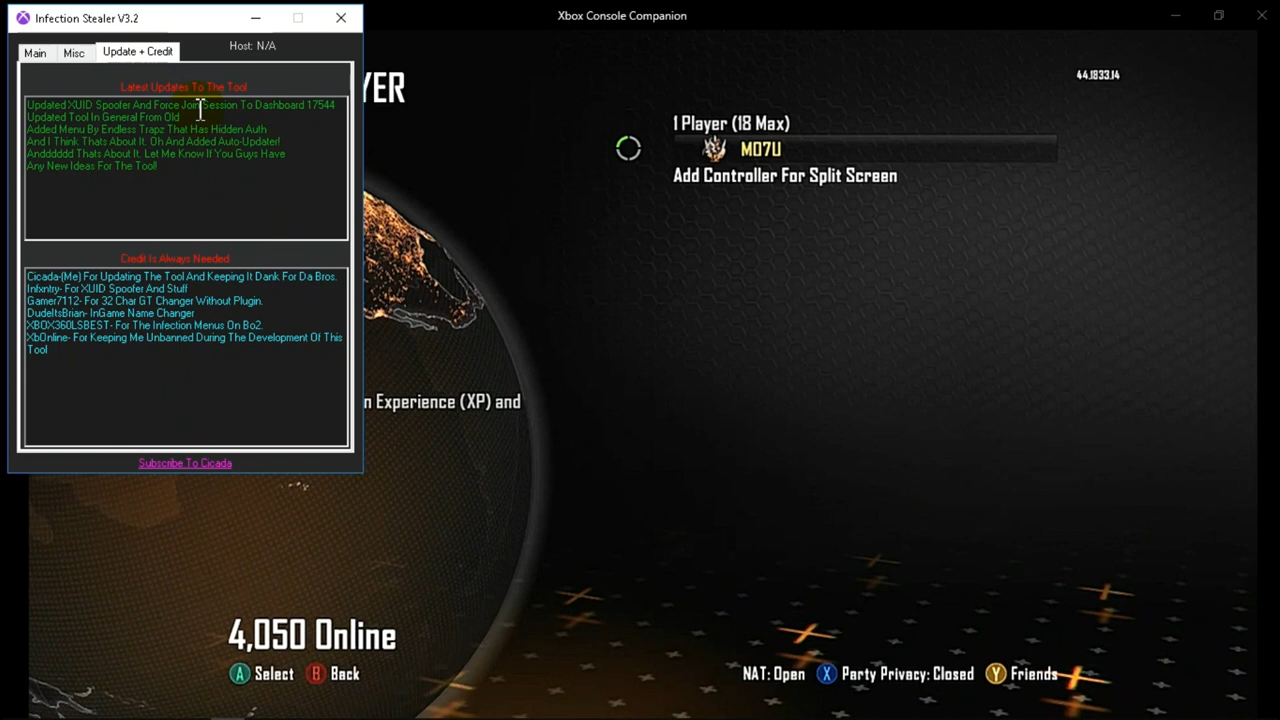 Infection Stealer V3.2
Xbox Console Companion
Main Misc Update + Credit
Host: N/A
Latest Updates To The Tool
Updated XUID Spoofer And Force Join Session To Dashboard 17544
Updated Tool In General From Old
Added Menu By Endless Trapz That Has Hidden Auth
And I Think Thats About It. Oh And Added Auto-Updater!
Andddddd Thats About It. Let Me Know If You Guys Have
Any New Ideas For The Tool!
Credit Is Always Needed
Cicada-(Me) For Updating The Tool And Keeping It Dank For Da Bros.
Infxntry- For XUID Spoofer And Stuff
Gamer7112- For 32 Char GT Changer Without Plugin.
DudeItsBrian- InGame Name Changer
XBOX360LSBEST- For The Infection Menus On Bo2.
XbOnline- For Keeping Me Unbanned During The Development Of This
Tool
Subscribe To Cicada
YER
44.1833.14
1 Player (18 Max)
M07U
Add Controller For Split Screen
n Experience (XP) and
4,050 Online
A Select B Back
NAT: Open X Party Privacy: Closed Y Friends